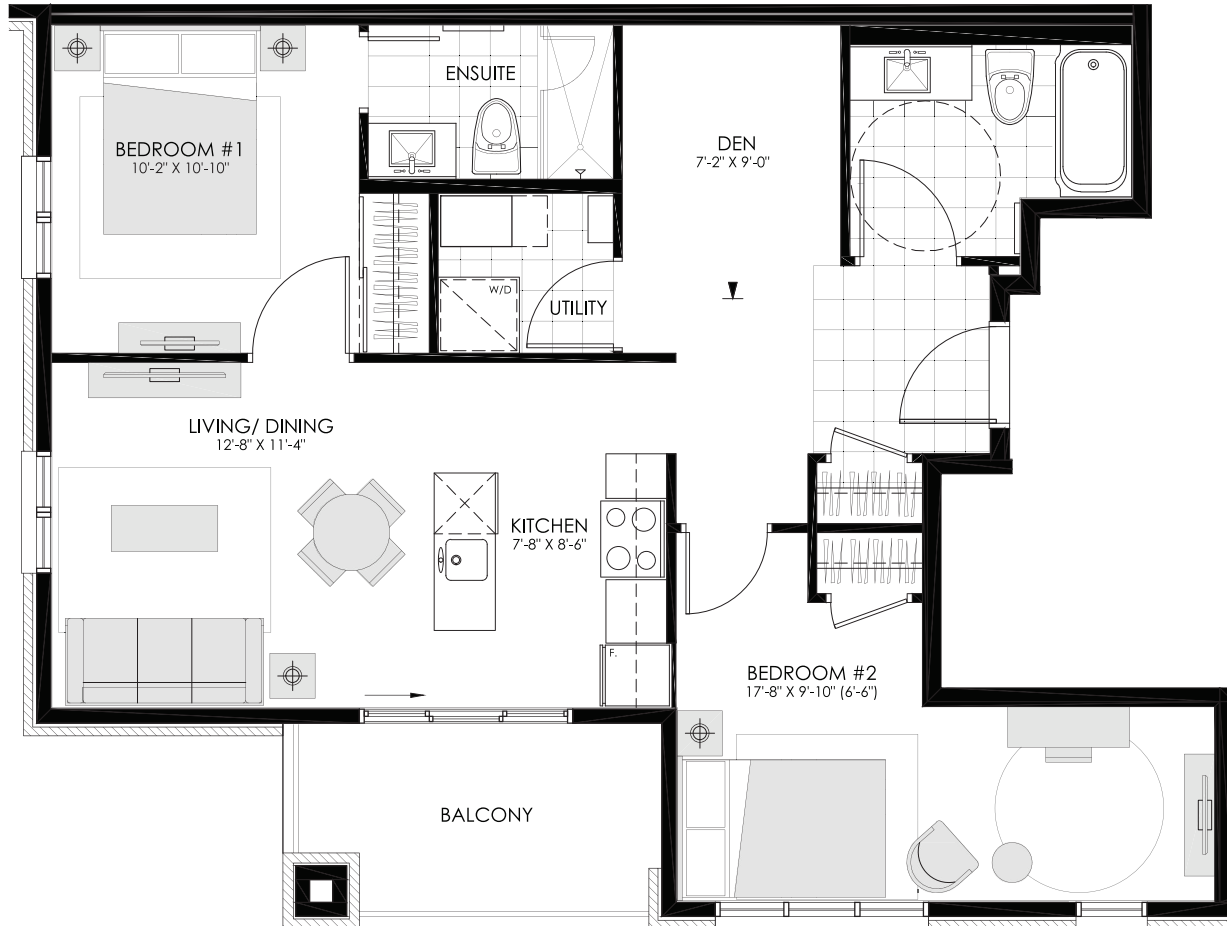 ENSUITE
BEDROOM #1
10'-2" X 10'-10"
DEN
7'-2" X 9'-0"
W/D
UTILITY
LIVING/ DINING
12'-8" X 11'-4"
KITCHEN
7'-8" X 8'-6"
F.
BEDROOM #2
17'-8" X 9'-10" (6'-6")
BALCONY